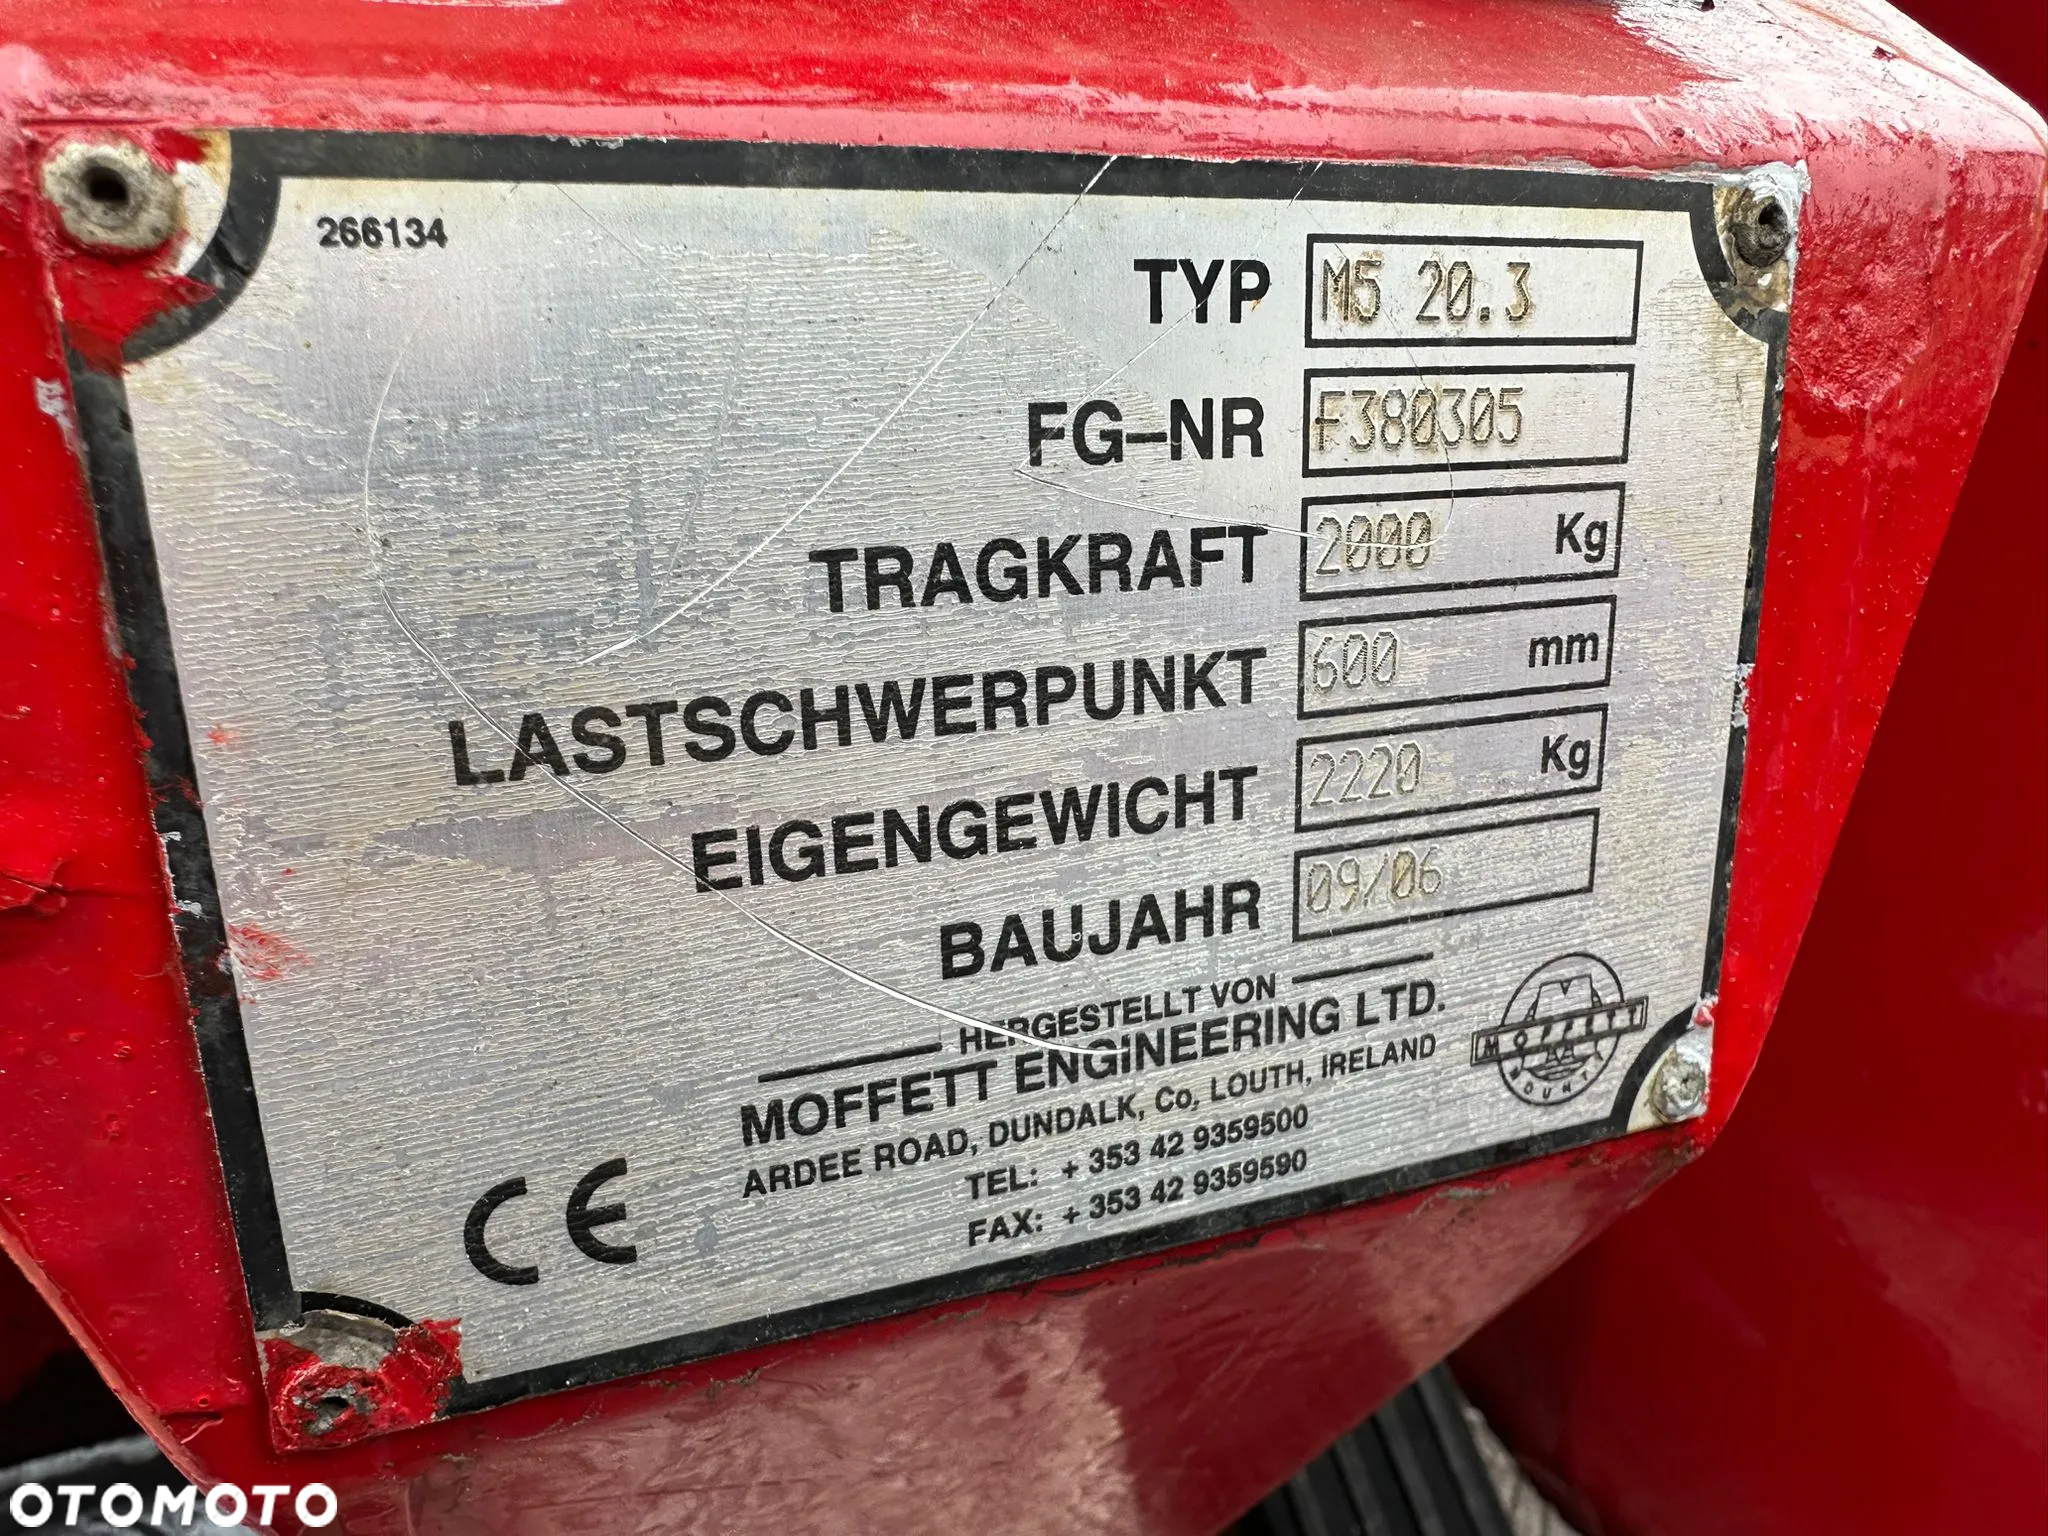 266134
TYP M5 20.3
FG-NR F380305
TRAGKRAFT 2000 Kg
LASTSCHWERPUNKT 600 mm
EIGENGEWICHT 2220 Kg
BAUJAHR 09/06
HERGESTELLT VON
MOFFETT ENGINEERING LTD.
ARDEE ROAD, DUNDALK, Co, LOUTH, IRELAND
TEL: + 353 42 9359500
FAX: + 353 42 9359590
CE
MOFFETT
MOUNTY
OTOMOTO